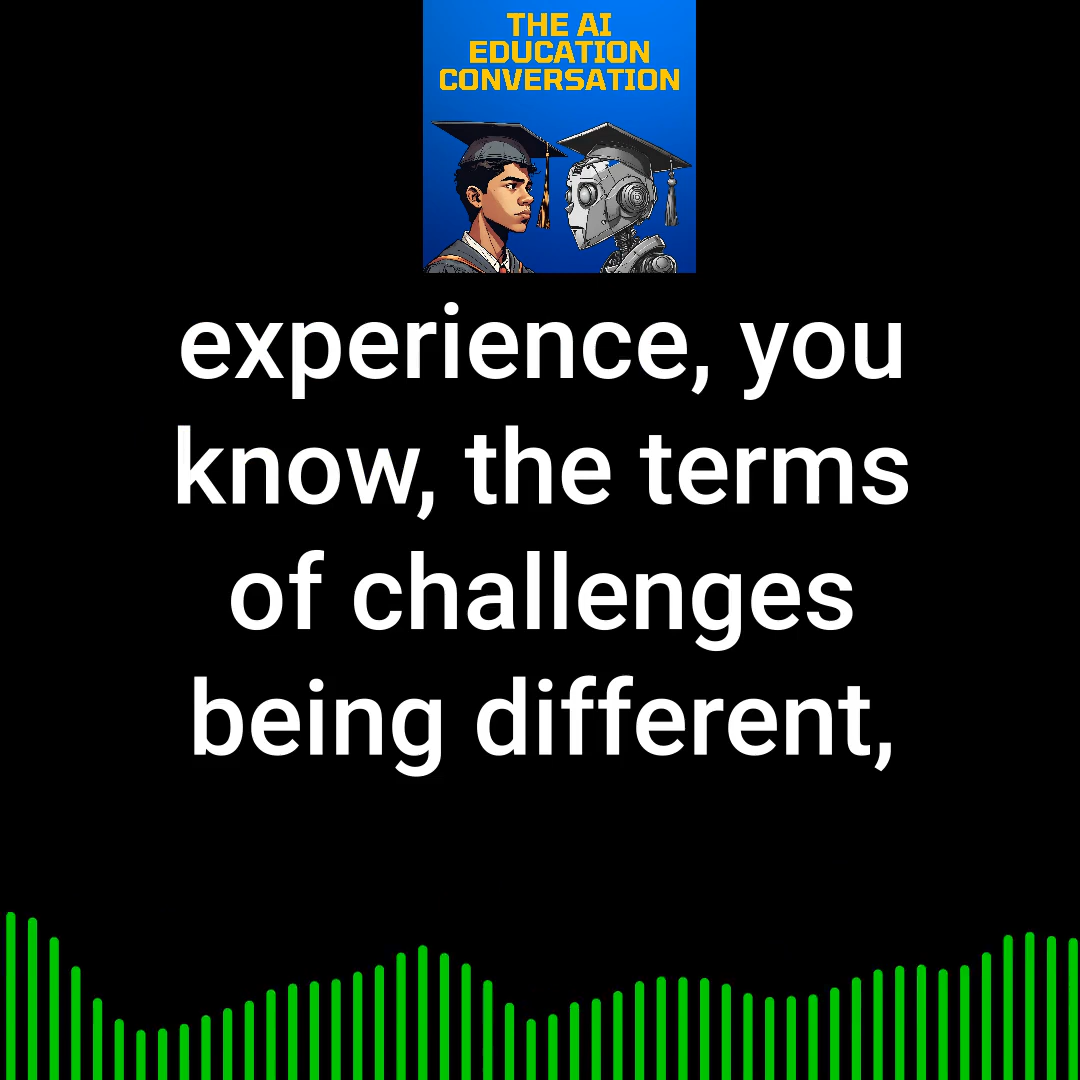 THE AI
EDUCATION
CONVERSATION
experience, you
know, the terms
of challenges
being different,